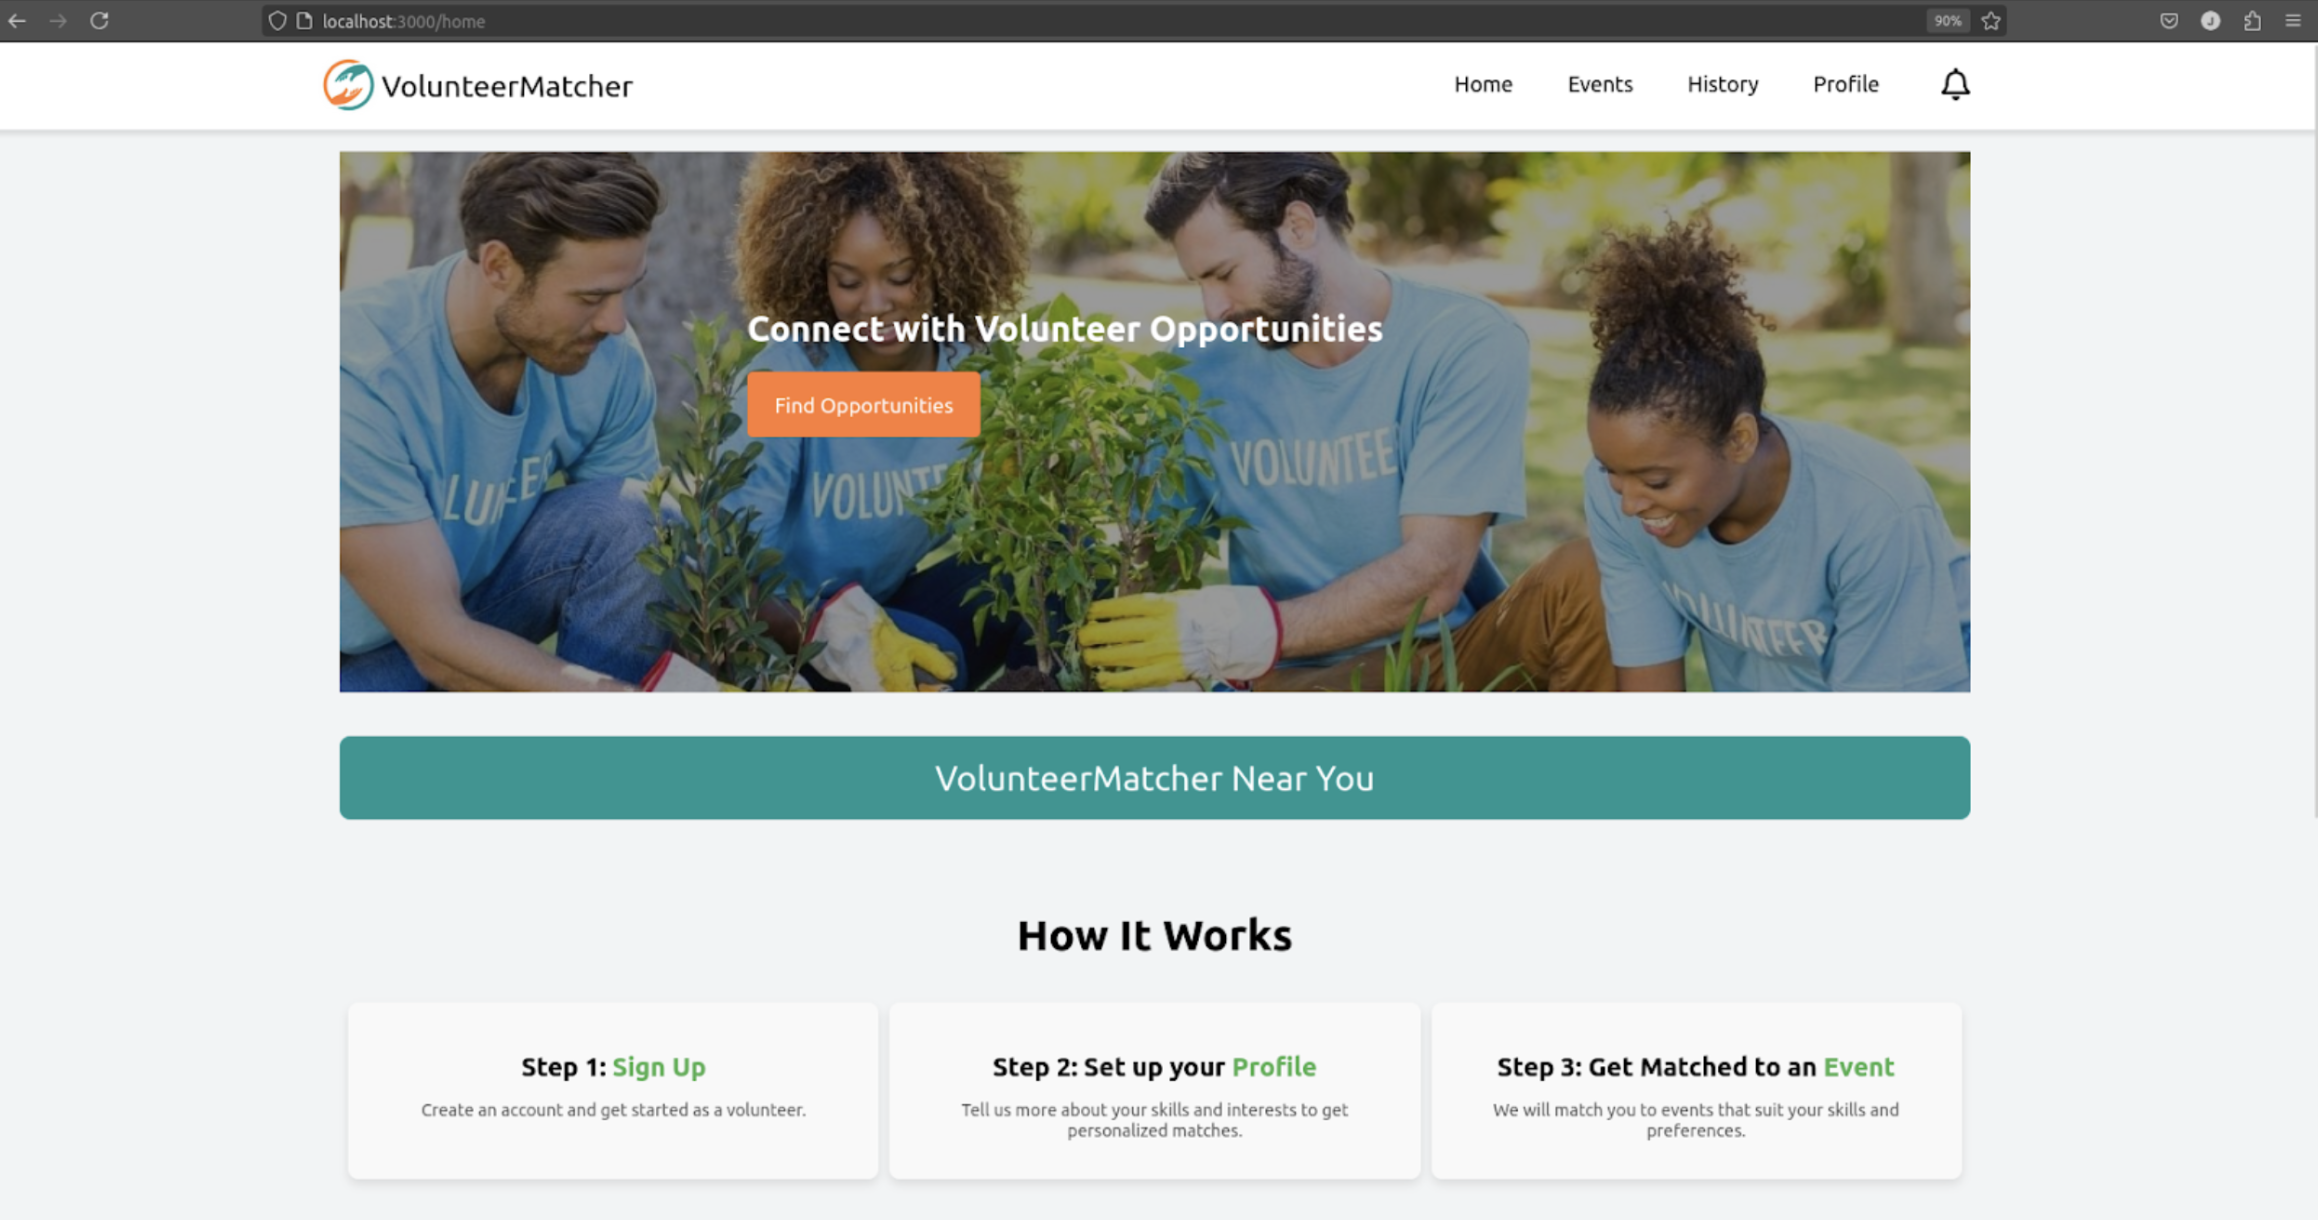 localhost:3000/home
90%
J
VolunteerMatcher
Home
Events
History
Profile
Connect with Volunteer Opportunities
Find Opportunities
VOLUNTEE
VOLUNTEER
VolunteerMatcher Near You
How It Works
Step 1: Sign Up
Create an account and get started as a volunteer.
Step 2: Set up your Profile
Tell us more about your skills and interests to get
personalized matches.
Step 3: Get Matched to an Event
We will match you to events that suit your skills and
preferences.